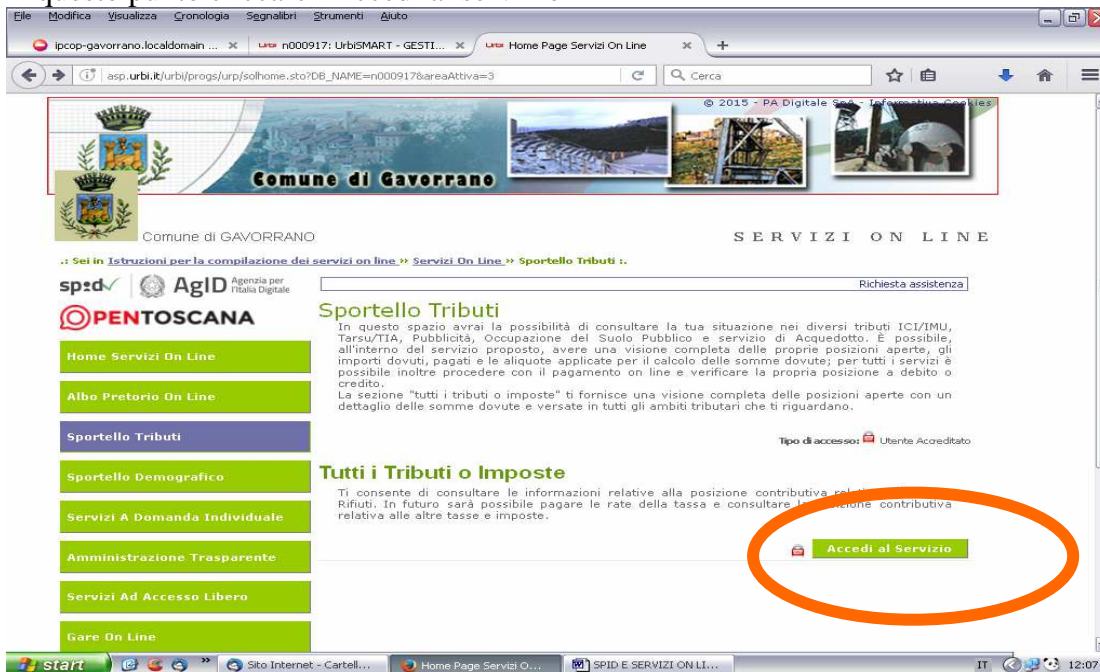 File Modifica Visualizza Cronologia Segnalibri Strumenti Aiuto
ipcop-gavorrano.localdomain ... × n000917: UrbiSMART - GESTI... × Home Page Servizi On Line × +
asp.urbi.it/urbi/progs/urp/solhome.sto?DB_NAME=n000917&areaAttiva=3 Cerca
© 2015 - PA Digitale SpA - Informativa Cookies
Comune di Gavorrano
Comune di GAVORRANO
SERVIZI ON LINE
.: Sei in Istruzioni per la compilazione dei servizi on line » Servizi On Line » Sportello Tributi :.
sp:d AgID Agenzia per l'Italia Digitale
Richiesta assistenza
OPENTOSCANA
Home Servizi On Line
Albo Pretorio On Line
Sportello Tributi
Sportello Demografico
Servizi A Domanda Individuale
Amministrazione Trasparente
Servizi Ad Accesso Libero
Gare On Line
Sportello Tributi
In questo spazio avrai la possibilità di consultare la tua situazione nei diversi tributi ICI/IMU,
Tarsu/TIA, Pubblicità, Occupazione del Suolo Pubblico e servizio di Acquedotto. È possibile,
all'interno del servizio proposto, avere una visione completa delle proprie posizioni aperte, gli
importi dovuti, pagati e le aliquote applicate per il calcolo delle somme dovute; per tutti i servizi è
possibile inoltre procedere con il pagamento on line e verificare la propria posizione a debito o
credito.
La sezione "tutti i tributi o imposte" ti fornisce una visione completa delle posizioni aperte con un
dettaglio delle somme dovute e versate in tutti gli ambiti tributari che ti riguardano.
Tipo di accesso: Utente Accreditato
Tutti i Tributi o Imposte
Ti consente di consultare le informazioni relative alla posizione contributiva
Rifiuti. In futuro sarà possibile pagare le rate della tassa e consultare la contributiva
relativa alle altre tasse e imposte.
Accedi al Servizio
start » Sito Internet - Cartell... Home Page Servizi O... SPID E SERVIZI ON LI... IT 12:07